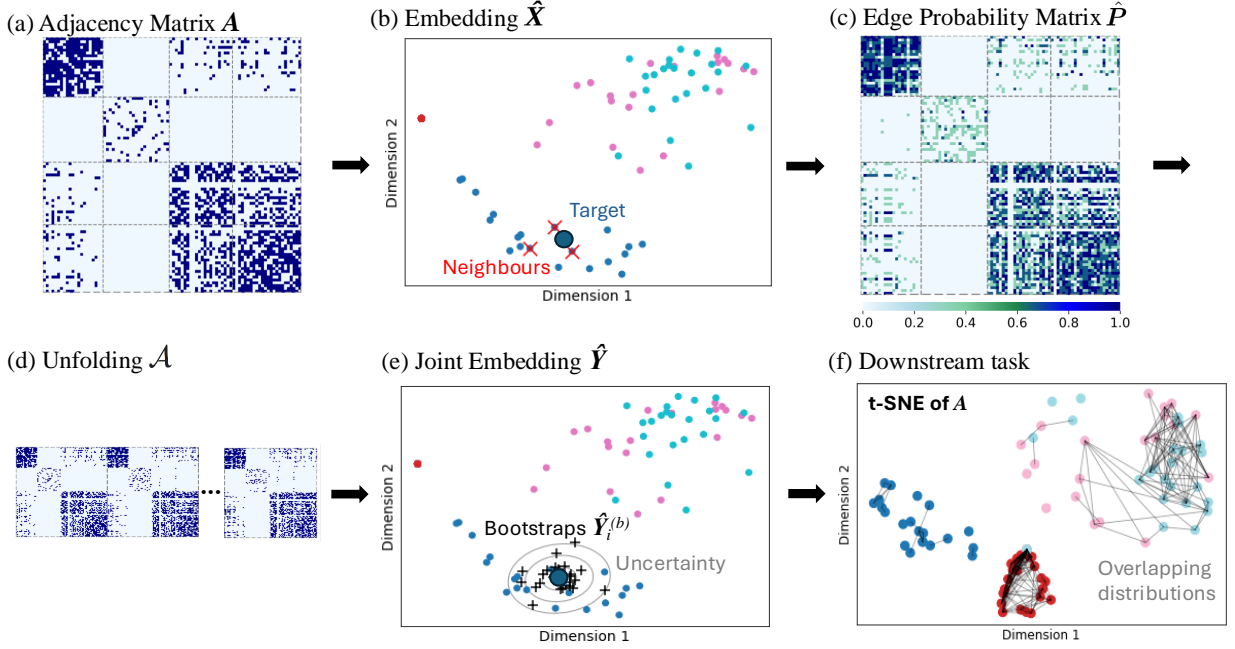 (a) Adjacency Matrix A
(b) Embedding X̂
Dimension 2
Target
Neighbours
Dimension 1
(c) Edge Probability Matrix P̂
0.0 0.2 0.4 0.6 0.8 1.0
(d) Unfolding 𝒜
...
(e) Joint Embedding Ŷ
Dimension 2
Bootstraps Ŷᵢ⁽ᵇ⁾
Uncertainty
Dimension 1
(f) Downstream task
t-SNE of A
Dimension 2
Overlapping
distributions
Dimension 1